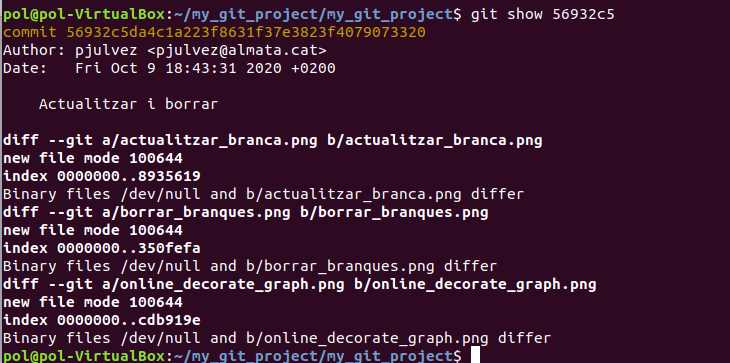 pol@pol-VirtualBox:~/my_git_project/my_git_project$ git show 56932c5
commit 56932c5da4c1a223f8631f37e3823f4079073320
Author: pjulvez <pjulvez@almata.cat>
Date:   Fri Oct 9 18:43:31 2020 +0200
    Actualitzar i borrar
diff --git a/actualitzar_branca.png b/actualitzar_branca.png
new file mode 100644
index 0000000..8935619
Binary files /dev/null and b/actualitzar_branca.png differ
diff --git a/borrar_branques.png b/borrar_branques.png
new file mode 100644
index 0000000..350fefa
Binary files /dev/null and b/borrar_branques.png differ
diff --git a/online_decorate_graph.png b/online_decorate_graph.png
new file mode 100644
index 0000000..cdb919e
Binary files /dev/null and b/online_decorate_graph.png differ
pol@pol-VirtualBox:~/my_git_project/my_git_project$